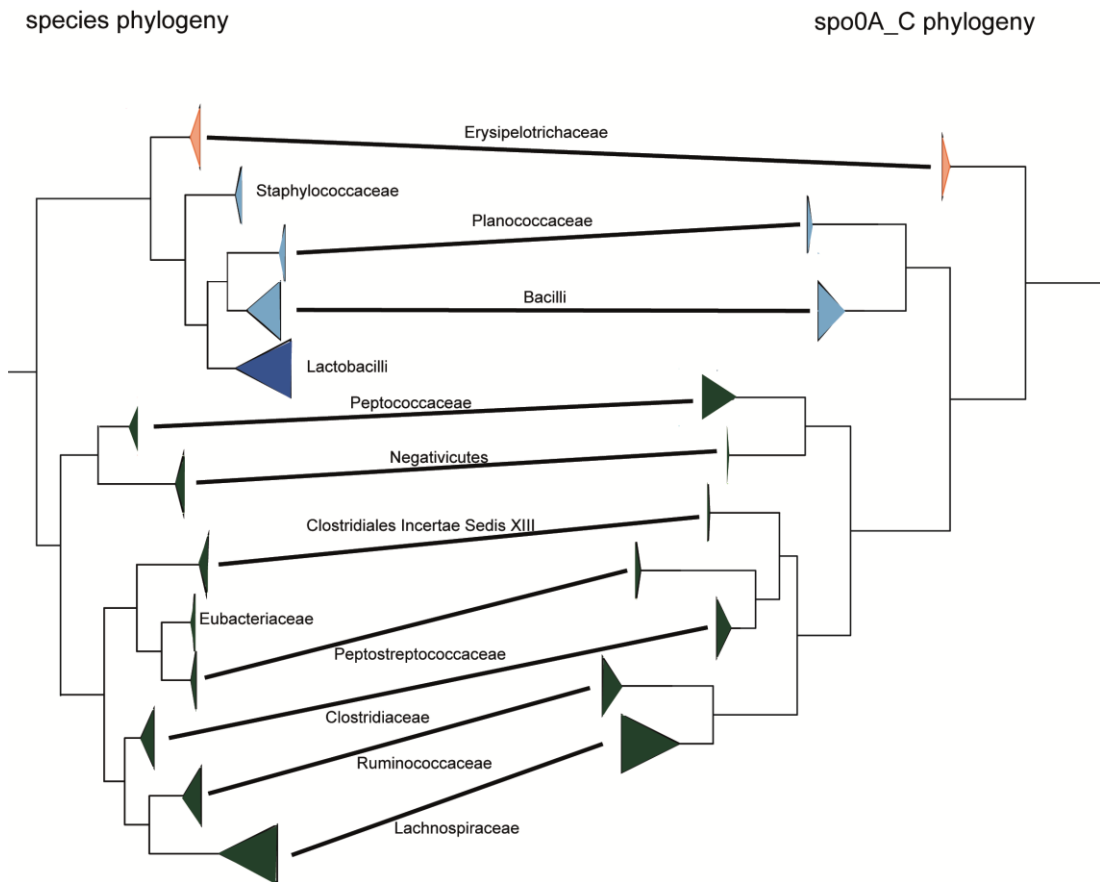 species phylogeny
spo0A_C phylogeny
Erysipelotrichaceae
Staphylococcaceae
Planococcaceae
Bacilli
Lactobacilli
Peptococcaceae
Negativicutes
Clostridiales Incertae Sedis XIII
Eubacteriaceae
Peptostreptococcaceae
Clostridiaceae
Ruminococcaceae
Lachnospiraceae